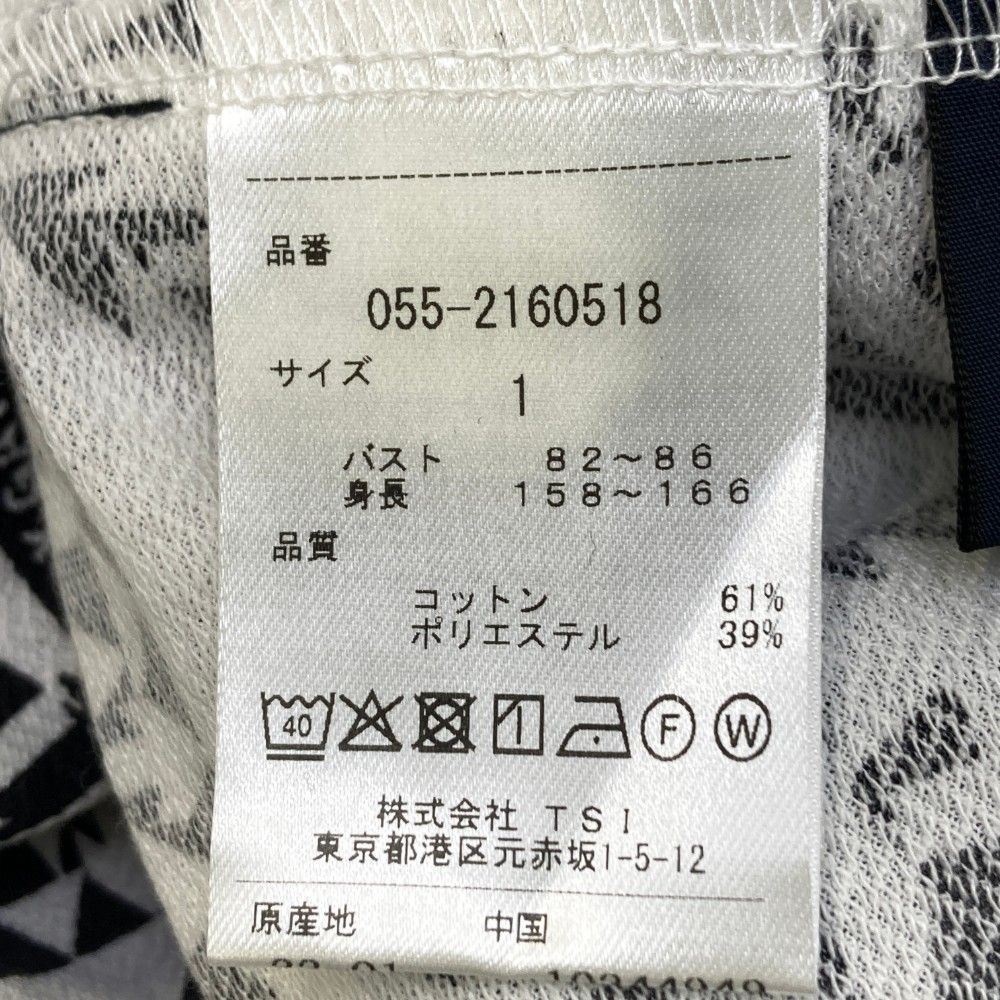 品番
055-2160518
サイズ
1
バスト 82～86
身長 158～166
品質
コットン 61%
ポリエステル 39%
40 F W
株式会社 TSI
東京都港区元赤坂1-5-12
原産地 中国